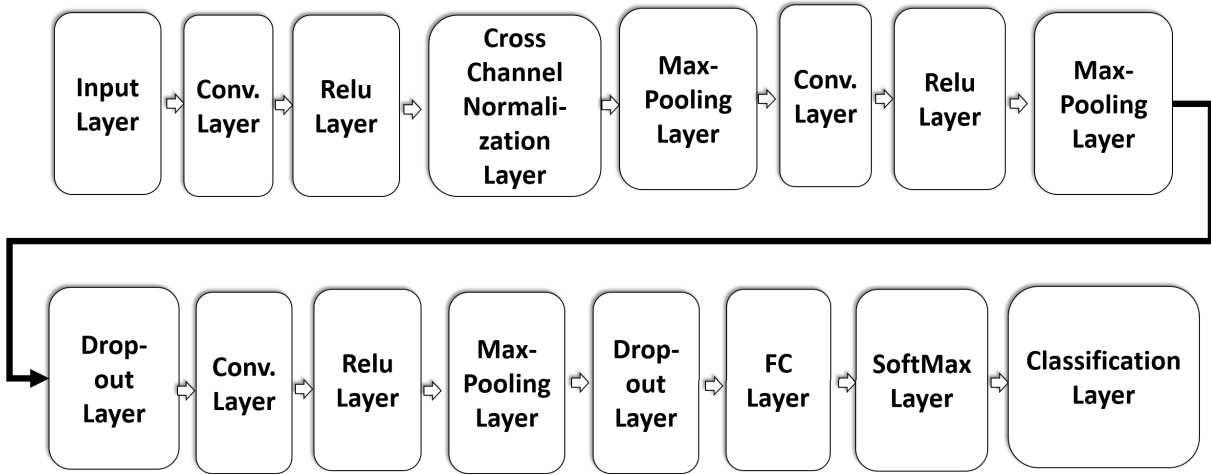 Input
Layer
Conv.
Layer
Relu
Layer
Cross
Channel
Normali-
zation
Layer
Max-
Pooling
Layer
Conv.
Layer
Relu
Layer
Max-
Pooling
Layer
Drop-
out
Layer
Conv.
Layer
Relu
Layer
Max-
Pooling
Layer
Drop-
out
Layer
FC
Layer
SoftMax
Layer
Classification
Layer